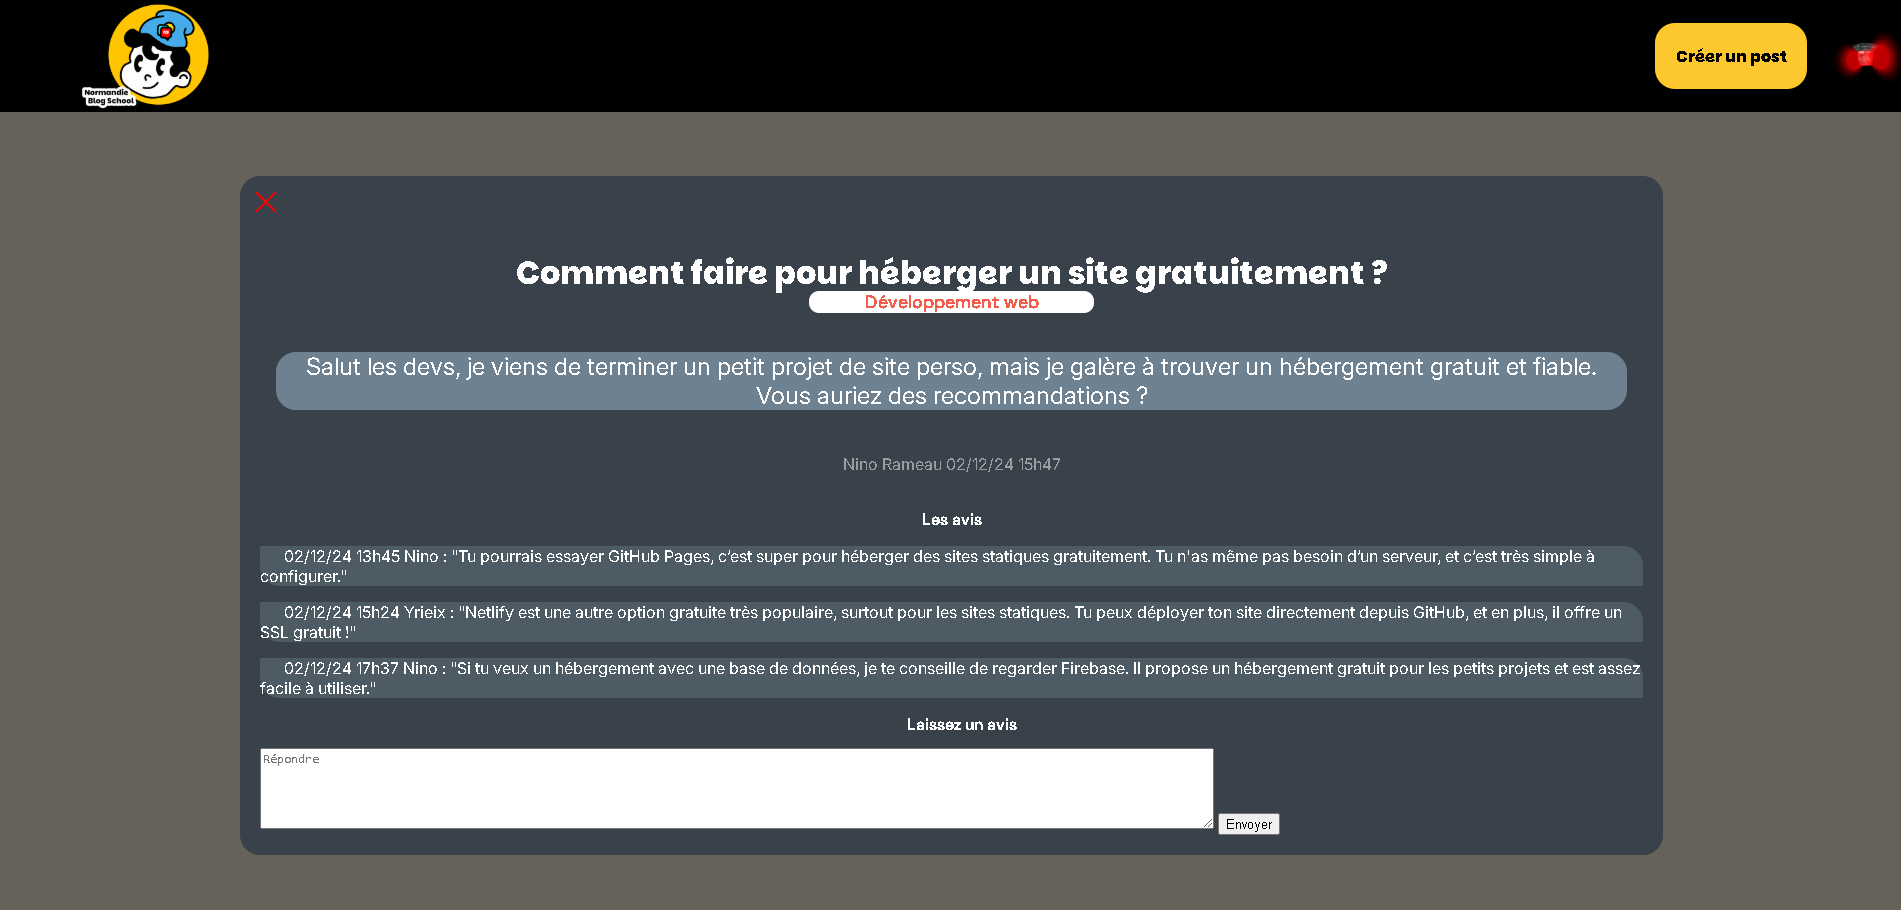 Normandie
Blog School
Créer un post
Comment faire pour héberger un site gratuitement ?
Développement web
Salut les devs, je viens de terminer un petit projet de site perso, mais je galère à trouver un hébergement gratuit et fiable.
Vous auriez des recommandations ?
Nino Rameau 02/12/24 15h47
Les avis
02/12/24 13h45 Nino : "Tu pourrais essayer GitHub Pages, c’est super pour héberger des sites statiques gratuitement. Tu n'as même pas besoin d’un serveur, et c’est très simple à
configurer."
02/12/24 15h24 Yrieix : "Netlify est une autre option gratuite très populaire, surtout pour les sites statiques. Tu peux déployer ton site directement depuis GitHub, et en plus, il offre un
SSL gratuit !"
02/12/24 17h37 Nino : "Si tu veux un hébergement avec une base de données, je te conseille de regarder Firebase. Il propose un hébergement gratuit pour les petits projets et est assez
facile à utiliser."
Laissez un avis
Répondre
Envoyer